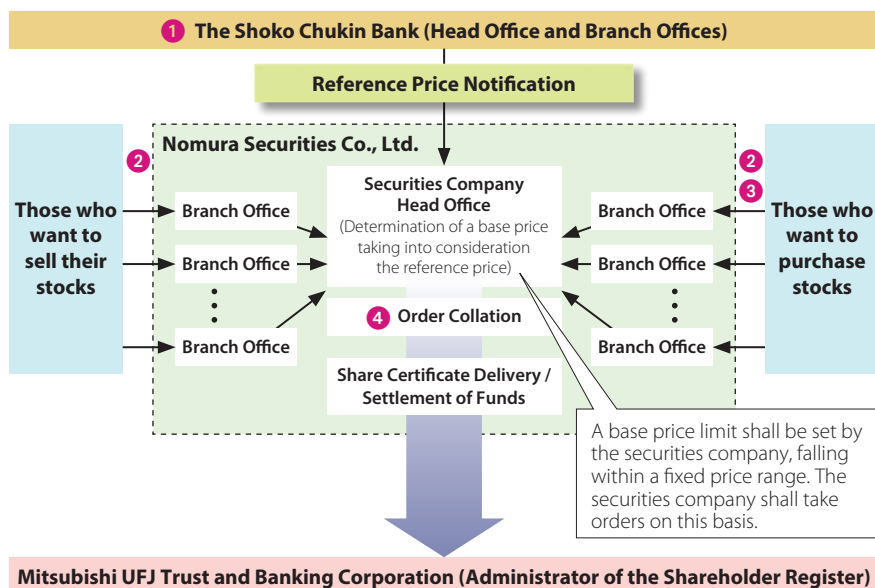 1 The Shoko Chukin Bank (Head Office and Branch Offices)
Reference Price Notification
Nomura Securities Co., Ltd.
2
Those who
want to
sell their
stocks
Branch Office
Branch Office
Branch Office
Securities Company
Head Office
(Determination of a base price
taking into consideration
the reference price)
4 Order Collation
Share Certificate Delivery /
Settlement of Funds
Branch Office
Branch Office
Branch Office
2
3
Those who
want to
purchase
stocks
A base price limit shall be set by
the securities company, falling
within a fixed price range. The
securities company shall take
orders on this basis.
Mitsubishi UFJ Trust and Banking Corporation (Administrator of the Shareholder Register)